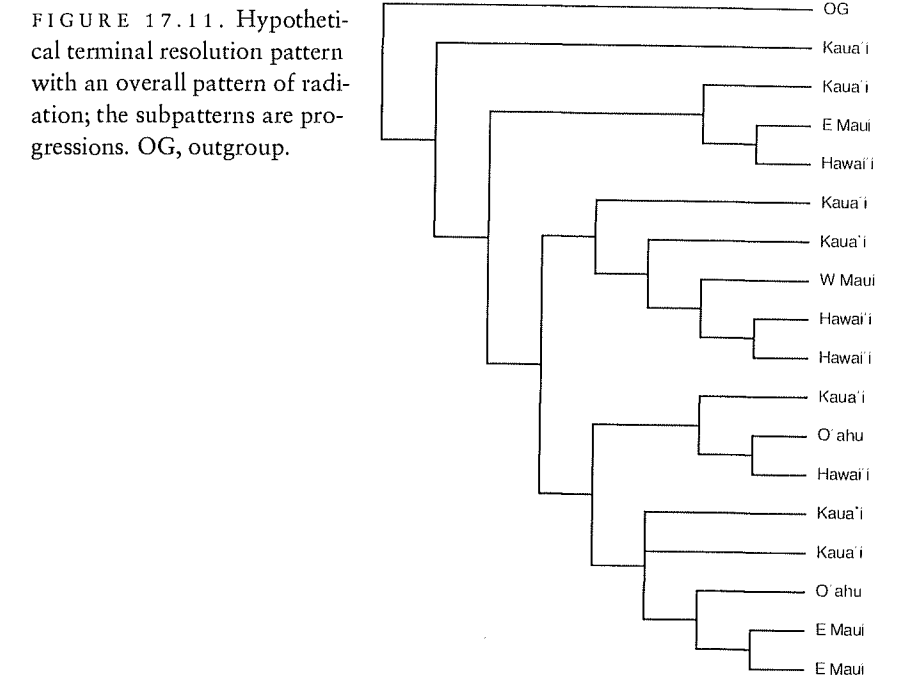 FIGURE 17.11. Hypotheti-
cal terminal resolution pattern
with an overall pattern of radi-
ation; the subpatterns are pro-
gressions. OG, outgroup.
OG
Kaua'i
Kaua'i
E Maui
Hawai'i
Kaua'i
Kaua'i
W Maui
Hawai'i
Hawai'i
Kaua'i
O'ahu
Hawai'i
Kaua'i
Kaua'i
O'ahu
E Maui
E Maui